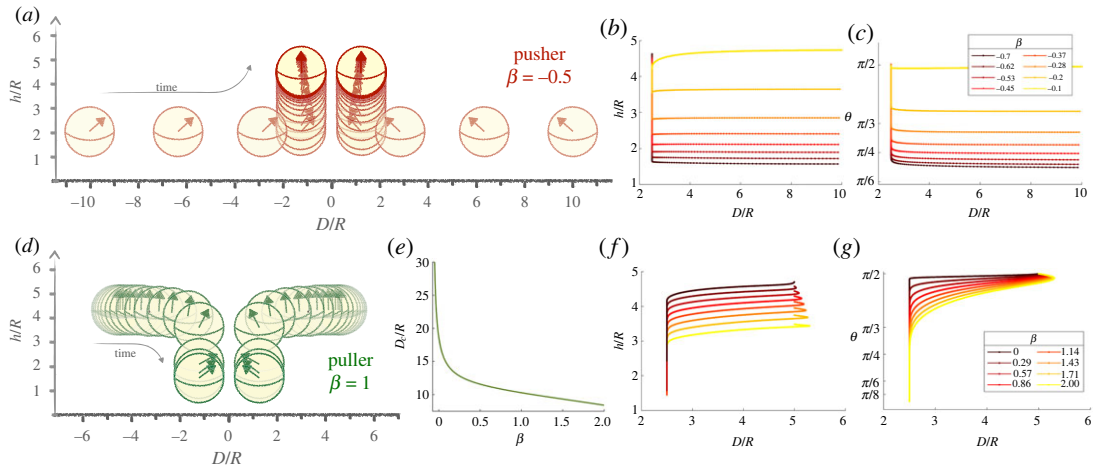 (a)
6
5
4
3
2
1
h/R
time
pusher
β = –0.5
–10
–8
–6
–4
–2
0
2
4
6
8
10
D/R
(b)
5
4
3
2
1
h/R
2
4
6
8
10
D/R
(c)
π/2
π/3
π/4
π/6
θ
β
–0.7
–0.37
–0.62
–0.28
–0.53
–0.2
–0.45
–0.1
2
4
6
8
10
D/R
(d)
6
5
4
3
2
1
h/R
time
puller
β = 1
–6
–4
–2
0
2
4
6
D/R
(e)
30
20
10
D𝑐/R
0
0.5
1.0
1.5
2.0
β
(f)
5
4
3
2
1
h/R
2
3
4
5
6
D/R
(g)
π/2
π/3
π/4
π/6
π/8
θ
β
0
1.14
0.29
1.43
0.57
1.71
0.86
2.00
2
3
4
5
6
7
D/R